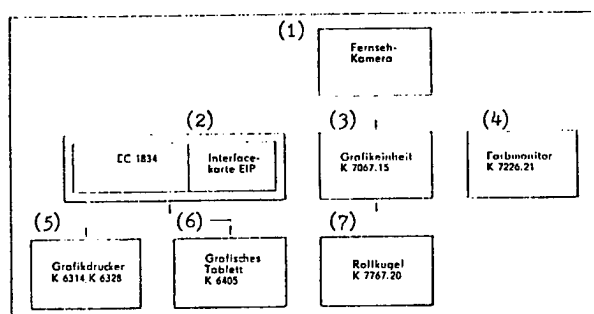 (1)
Fernseh-
Kamera
(2)
(3)
(4)
EC 1834
Interface-
karte EIP
Grafikeinheit
K 7067.15
Farbmonitor
K 7226.21
(5)
(6)
(7)
Grafikdrucker
K 6314, K 6328
Grafisches
Tablett
K 6405
Rollkugel
K 7767.20